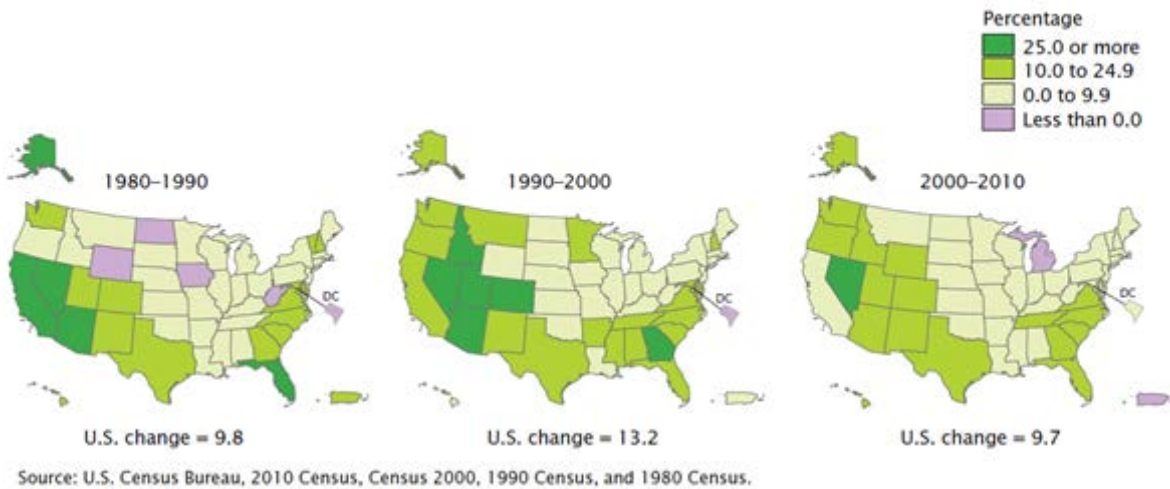 Percentage
25.0 or more
10.0 to 24.9
0.0 to 9.9
Less than 0.0
1980–1990
1990–2000
2000–2010
DC
DC
DC
U.S. change = 9.8
U.S. change = 13.2
U.S. change = 9.7
Source: U.S. Census Bureau, 2010 Census, Census 2000, 1990 Census, and 1980 Census.